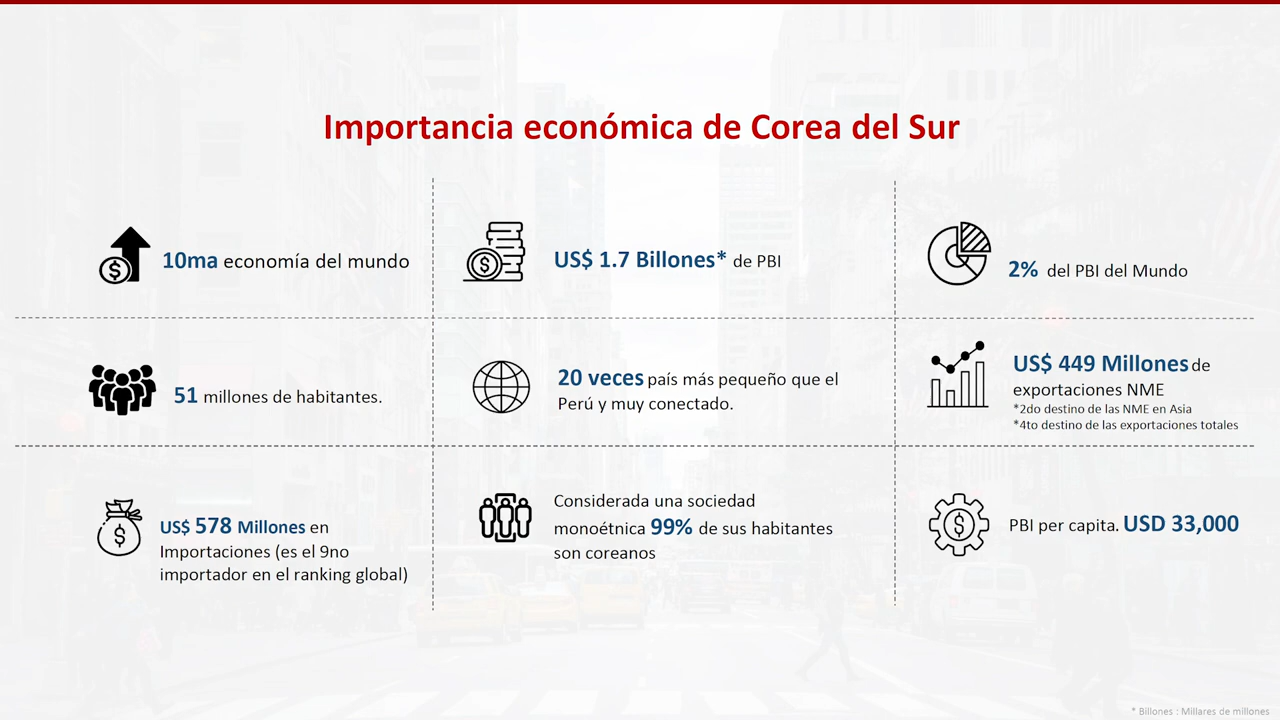 Importancia económica de Corea del Sur
10ma economía del mundo
US$ 1.7 Billones* de PBI
2% del PBI del Mundo
51 millones de habitantes.
20 veces país más pequeño que el
Perú y muy conectado.
US$ 449 Millones de
exportaciones NME
*2do destino de las NME en Asia
*4to destino de las exportaciones totales
US$ 578 Millones en
Importaciones (es el 9no
importador en el ranking global)
Considerada una sociedad
monoétnica 99% de sus habitantes
son coreanos
PBI per capita. USD 33,000
* Billones : Millares de millones